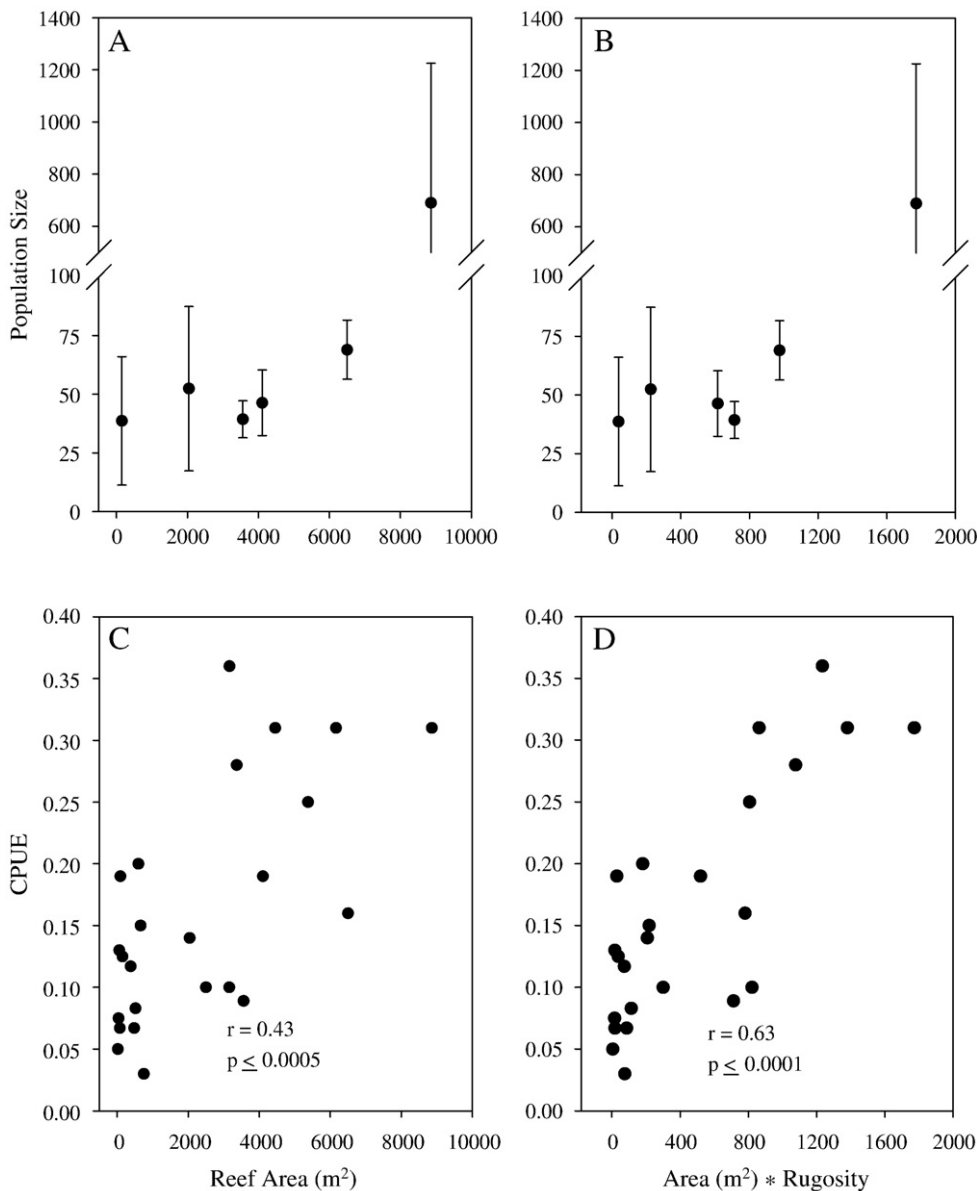 A
B
Population Size
1400
1200
1000
800
600
100
75
50
25
0
0 2000 4000 6000 8000 10000
1400
1200
1000
800
600
100
75
50
25
0
0 400 800 1200 1600 2000
C
D
CPUE
0.40
0.35
0.30
0.25
0.20
0.15
0.10
0.05
0.00
r = 0.43
p ≤ 0.0005
0 2000 4000 6000 8000 10000
Reef Area (m²)
0.40
0.35
0.30
0.25
0.20
0.15
0.10
0.05
0.00
r = 0.63
p ≤ 0.0001
0 400 800 1200 1600 2000
Area (m²) * Rugosity